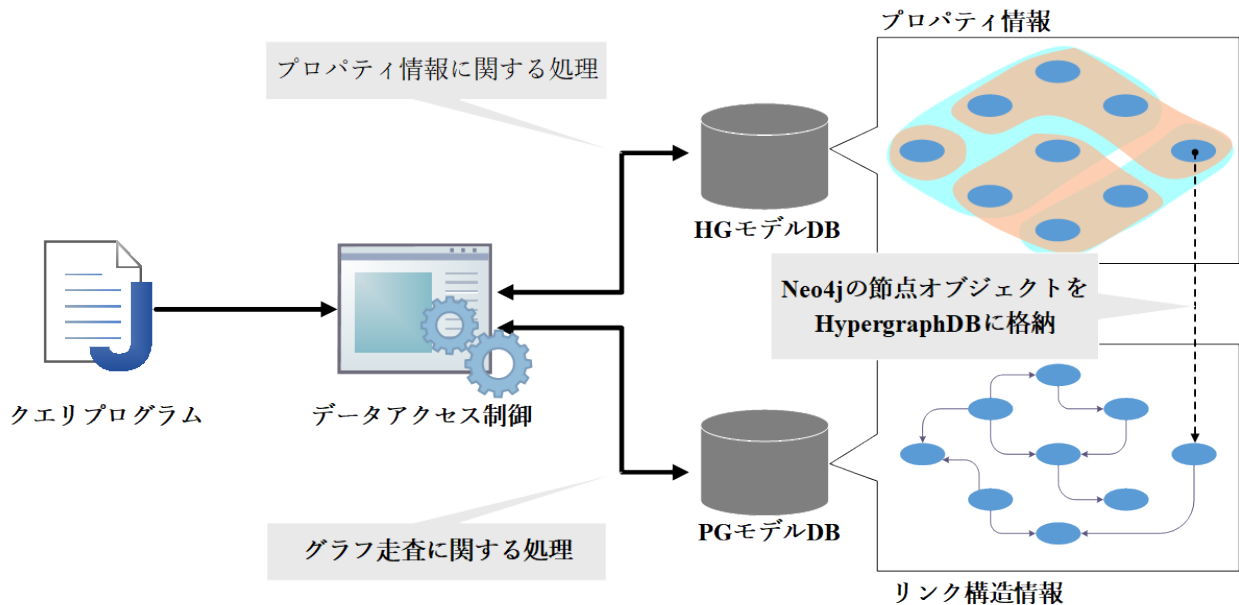 プロパティ情報
プロパティ情報に関する処理
HGモデルDB
Neo4jの節点オブジェクトを
HypergraphDBに格納
クエリプログラム
データアクセス制御
PGモデルDB
グラフ走査に関する処理
リンク構造情報